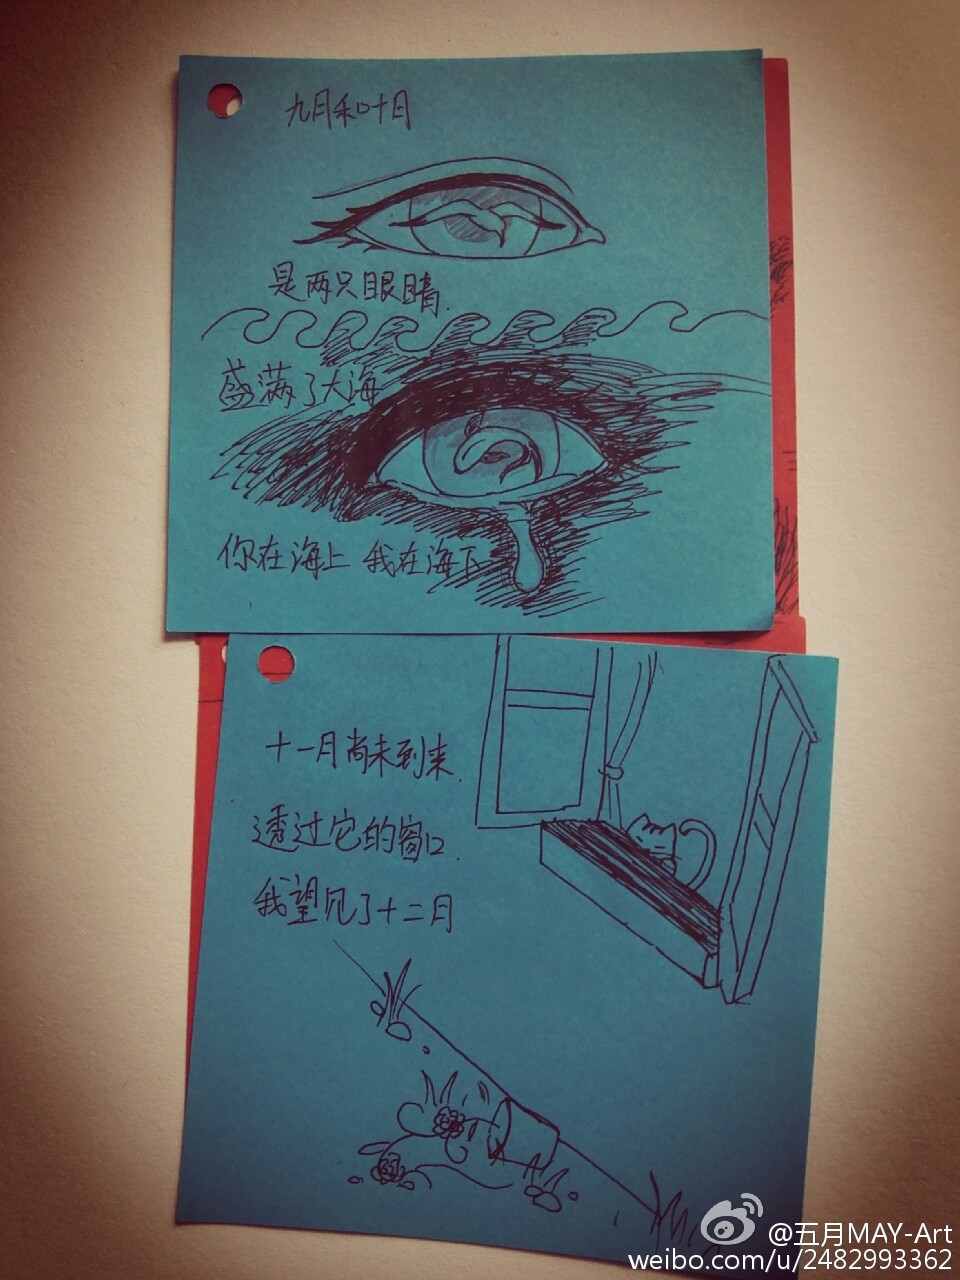 九月和叶月
是两只眼睛.
盛满了大海
你在海上 我在海下
十一月尚未到来.
透过它的窗口.
我望见了十二月
@五月MAY-Art
weibo.com/u/2482993362